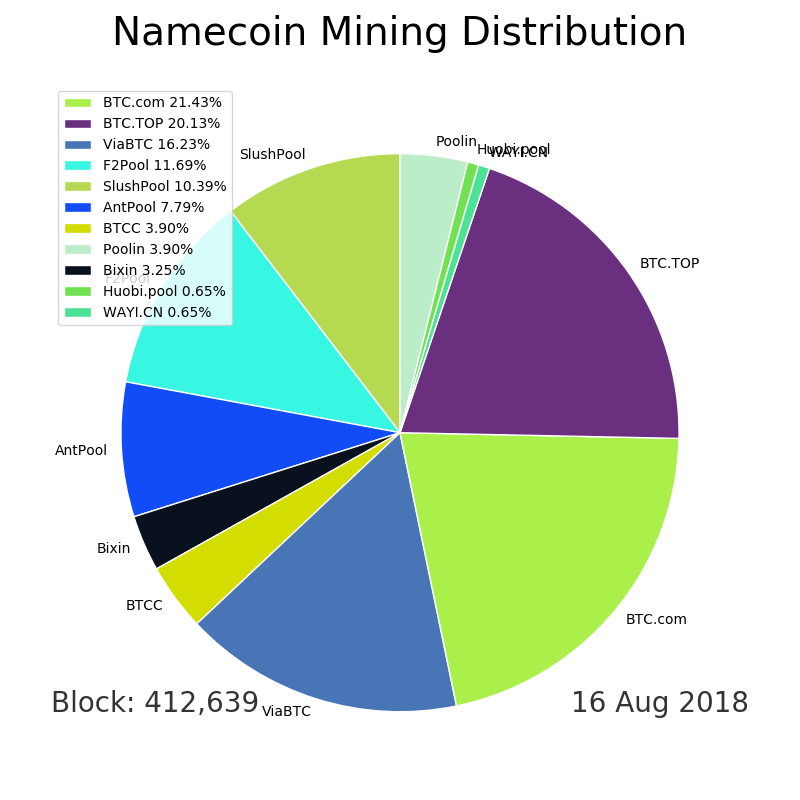 Namecoin Mining Distribution
BTC.com 21.43%
BTC.TOP 20.13%
ViaBTC 16.23%
F2Pool 11.69%
SlushPool 10.39%
AntPool 7.79%
BTCC 3.90%
Poolin 3.90%
Bixin 3.25%
Huobi.pool 0.65%
WAYI.CN 0.65%
SlushPool
Poolin
Huobi.pool
WAYI.CN
BTC.TOP
F2Pool
AntPool
Bixin
BTCC
BTC.com
ViaBTC
Block: 412,639
16 Aug 2018